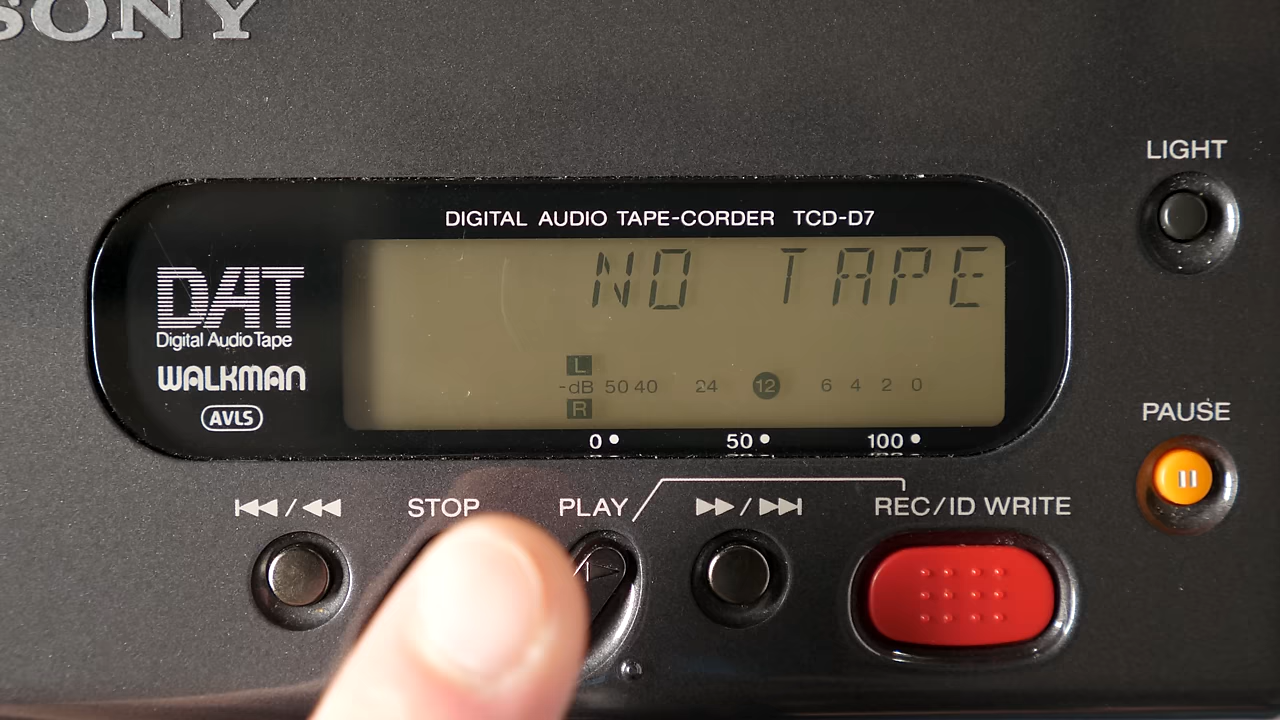 SONY
LIGHT
DIGITAL AUDIO TAPE-CORDER TCD-D7
NO TAPE
DAT
Digital Audio Tape
WALKMAN
AVLS
L
-dB 50 40 24 12 6 4 2 0
R
0 50 100
PAUSE
STOP PLAY REC/ID WRITE